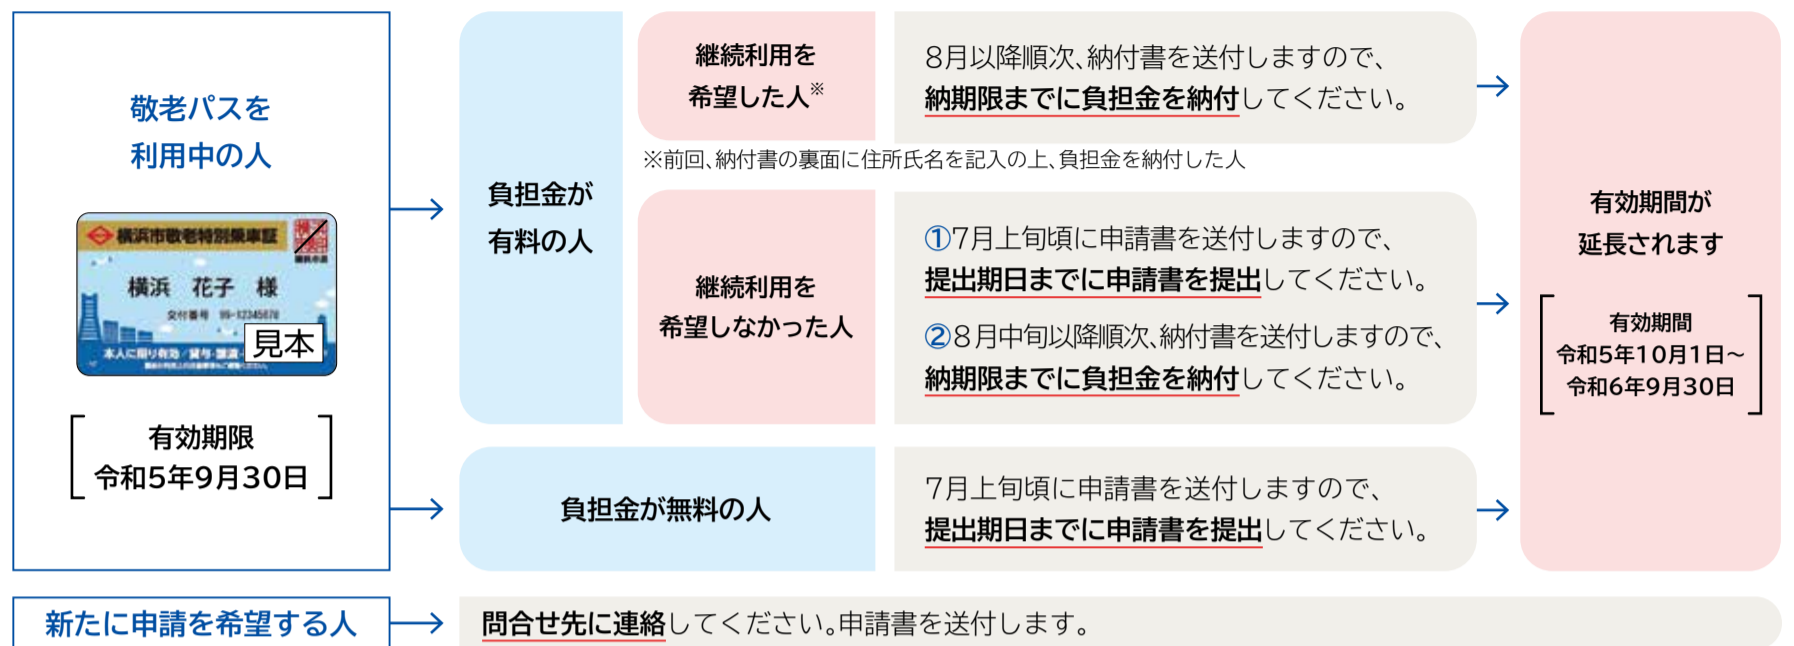 敬老パスを
利用中の人
横浜市敬老特別乗車証
横浜 花子 様
見本
有効期限
令和5年9月30日
負担金が
有料の人
継続利用を
希望した人※
8月以降順次、納付書を送付しますので、
納期限までに負担金を納付してください。
※前回、納付書の裏面に住所氏名を記入の上、負担金を納付した人
継続利用を
希望しなかった人
①7月上旬頃に申請書を送付しますので、
提出期日までに申請書を提出してください。
②8月中旬以降順次、納付書を送付しますので、
納期限までに負担金を納付してください。
負担金が無料の人
7月上旬頃に申請書を送付しますので、
提出期日までに申請書を提出してください。
有効期間が
延長されます
有効期間
令和5年10月1日〜
令和6年9月30日
新たに申請を希望する人
問合せ先に連絡してください。申請書を送付します。